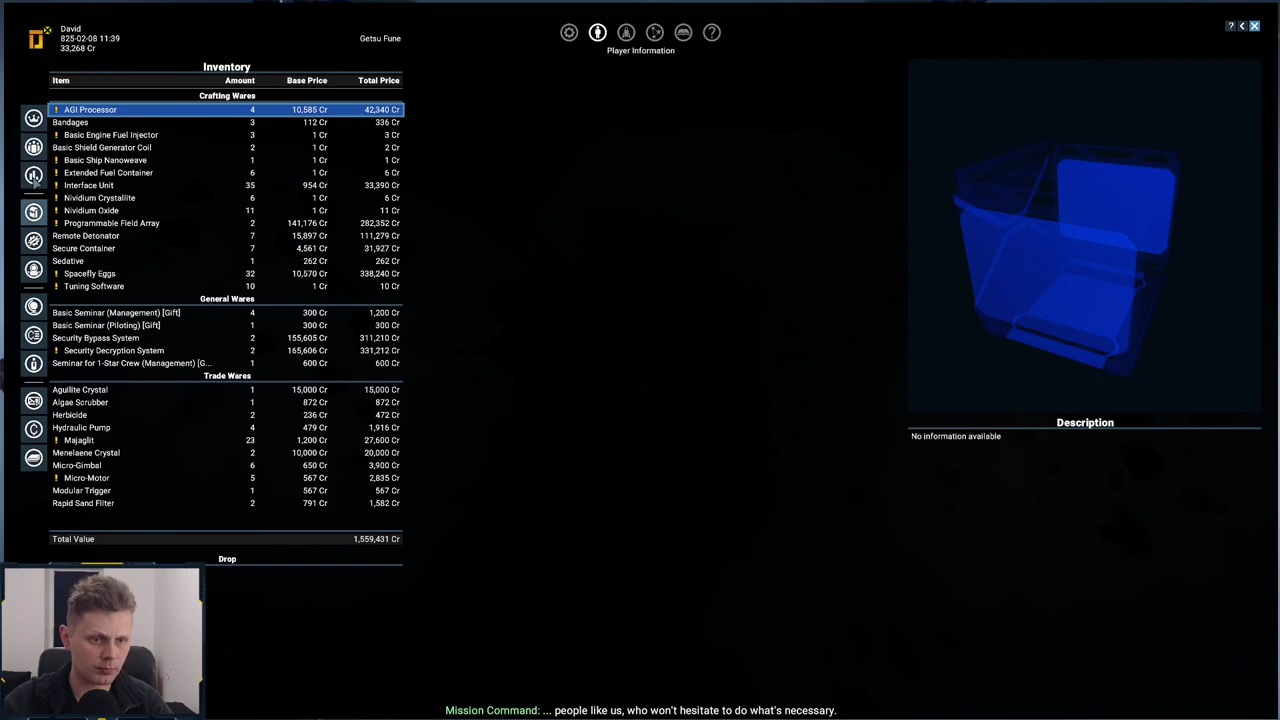 David
825-02-08 11:39
33,268 Cr
Getsu Fune
Player Information
?
Inventory
Item Amount Base Price Total Price
Crafting Wares
! AGI Processor 4 10,585 Cr 42,340 Cr
Bandages 3 112 Cr 336 Cr
! Basic Engine Fuel Injector 3 1 Cr 3 Cr
Basic Shield Generator Coil 2 1 Cr 2 Cr
! Basic Ship Nanoweave 1 1 Cr 1 Cr
! Extended Fuel Container 6 1 Cr 6 Cr
! Interface Unit 35 954 Cr 33,390 Cr
! Nividium Crystallite 6 1 Cr 6 Cr
! Nividium Oxide 11 1 Cr 11 Cr
! Programmable Field Array 2 141,176 Cr 282,352 Cr
Remote Detonator 7 15,897 Cr 111,279 Cr
Secure Container 7 4,561 Cr 31,927 Cr
Sedative 1 262 Cr 262 Cr
! Spacefly Eggs 32 10,570 Cr 338,240 Cr
! Tuning Software 10 1 Cr 10 Cr
General Wares
Basic Seminar (Management) [Gift] 4 300 Cr 1,200 Cr
Basic Seminar (Piloting) [Gift] 1 300 Cr 300 Cr
Security Bypass System 2 155,605 Cr 311,210 Cr
! Security Decryption System 2 165,606 Cr 331,212 Cr
Seminar for 1-Star Crew (Management) [G... 1 600 Cr 600 Cr
Trade Wares
Aguilite Crystal 1 15,000 Cr 15,000 Cr
Algae Scrubber 1 872 Cr 872 Cr
Herbicide 2 236 Cr 472 Cr
Hydraulic Pump 4 479 Cr 1,916 Cr
! Majaglit 23 1,200 Cr 27,600 Cr
Menelaene Crystal 2 10,000 Cr 20,000 Cr
Micro-Gimbal 6 650 Cr 3,900 Cr
! Micro-Motor 5 567 Cr 2,835 Cr
Modular Trigger 1 567 Cr 567 Cr
Rapid Sand Filter 2 791 Cr 1,582 Cr
Total Value 1,559,431 Cr
Drop
Description
No information available
Mission Command: ... people like us, who won't hesitate to do what's necessary.